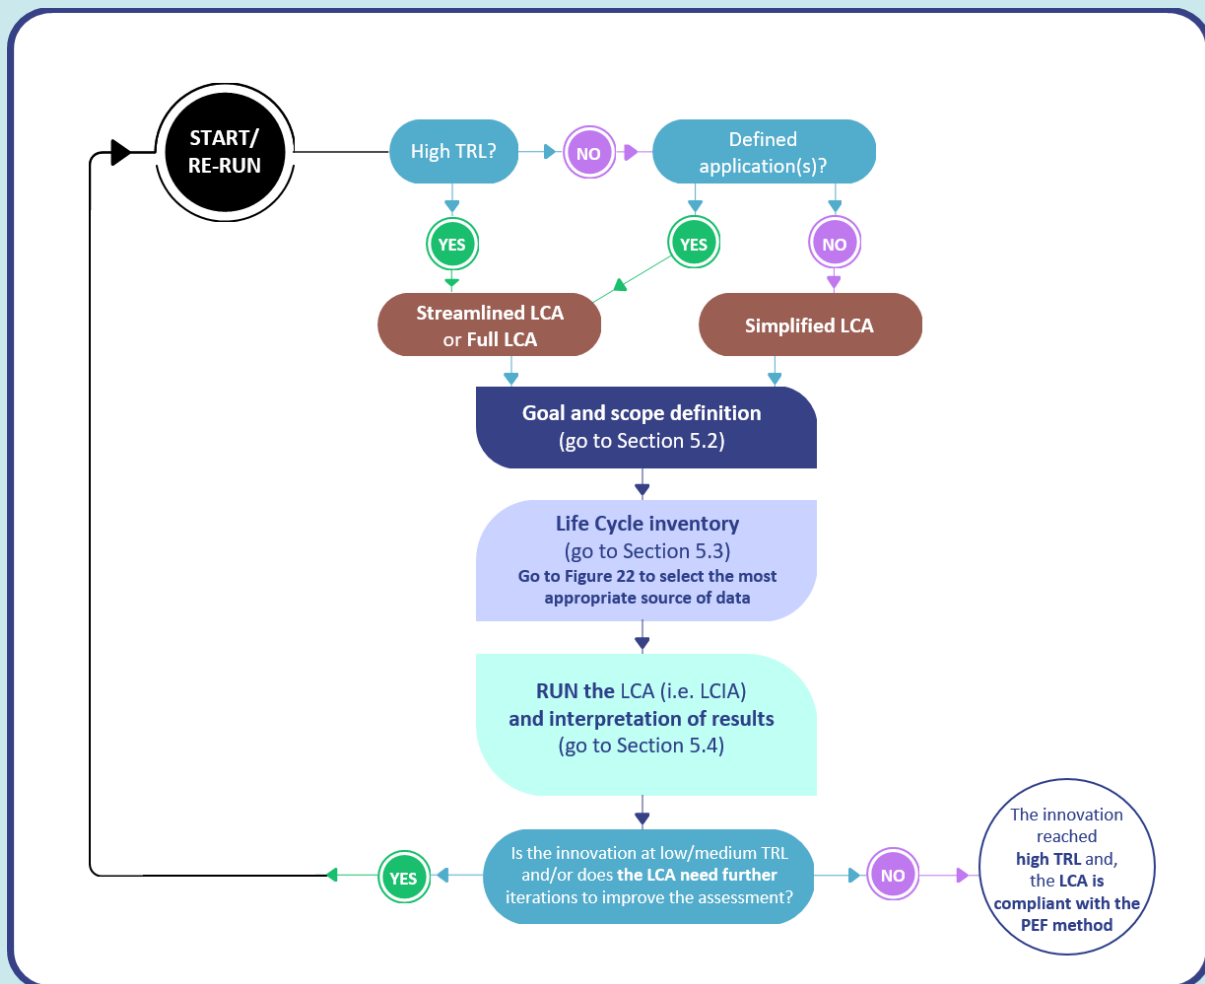 START/
RE-RUN
High TRL?
NO
Defined
application(s)?
YES
YES
NO
Streamlined LCA
or Full LCA
Simplified LCA
Goal and scope definition
(go to Section 5.2)
Life Cycle inventory
(go to Section 5.3)
Go to Figure 22 to select the most
appropriate source of data
RUN the LCA (i.e. LCIA)
and interpretation of results
(go to Section 5.4)
Is the innovation at low/medium TRL
and/or does the LCA need further
iterations to improve the assessment?
YES
NO
The innovation
reached
high TRL and,
the LCA is
compliant with the
PEF method